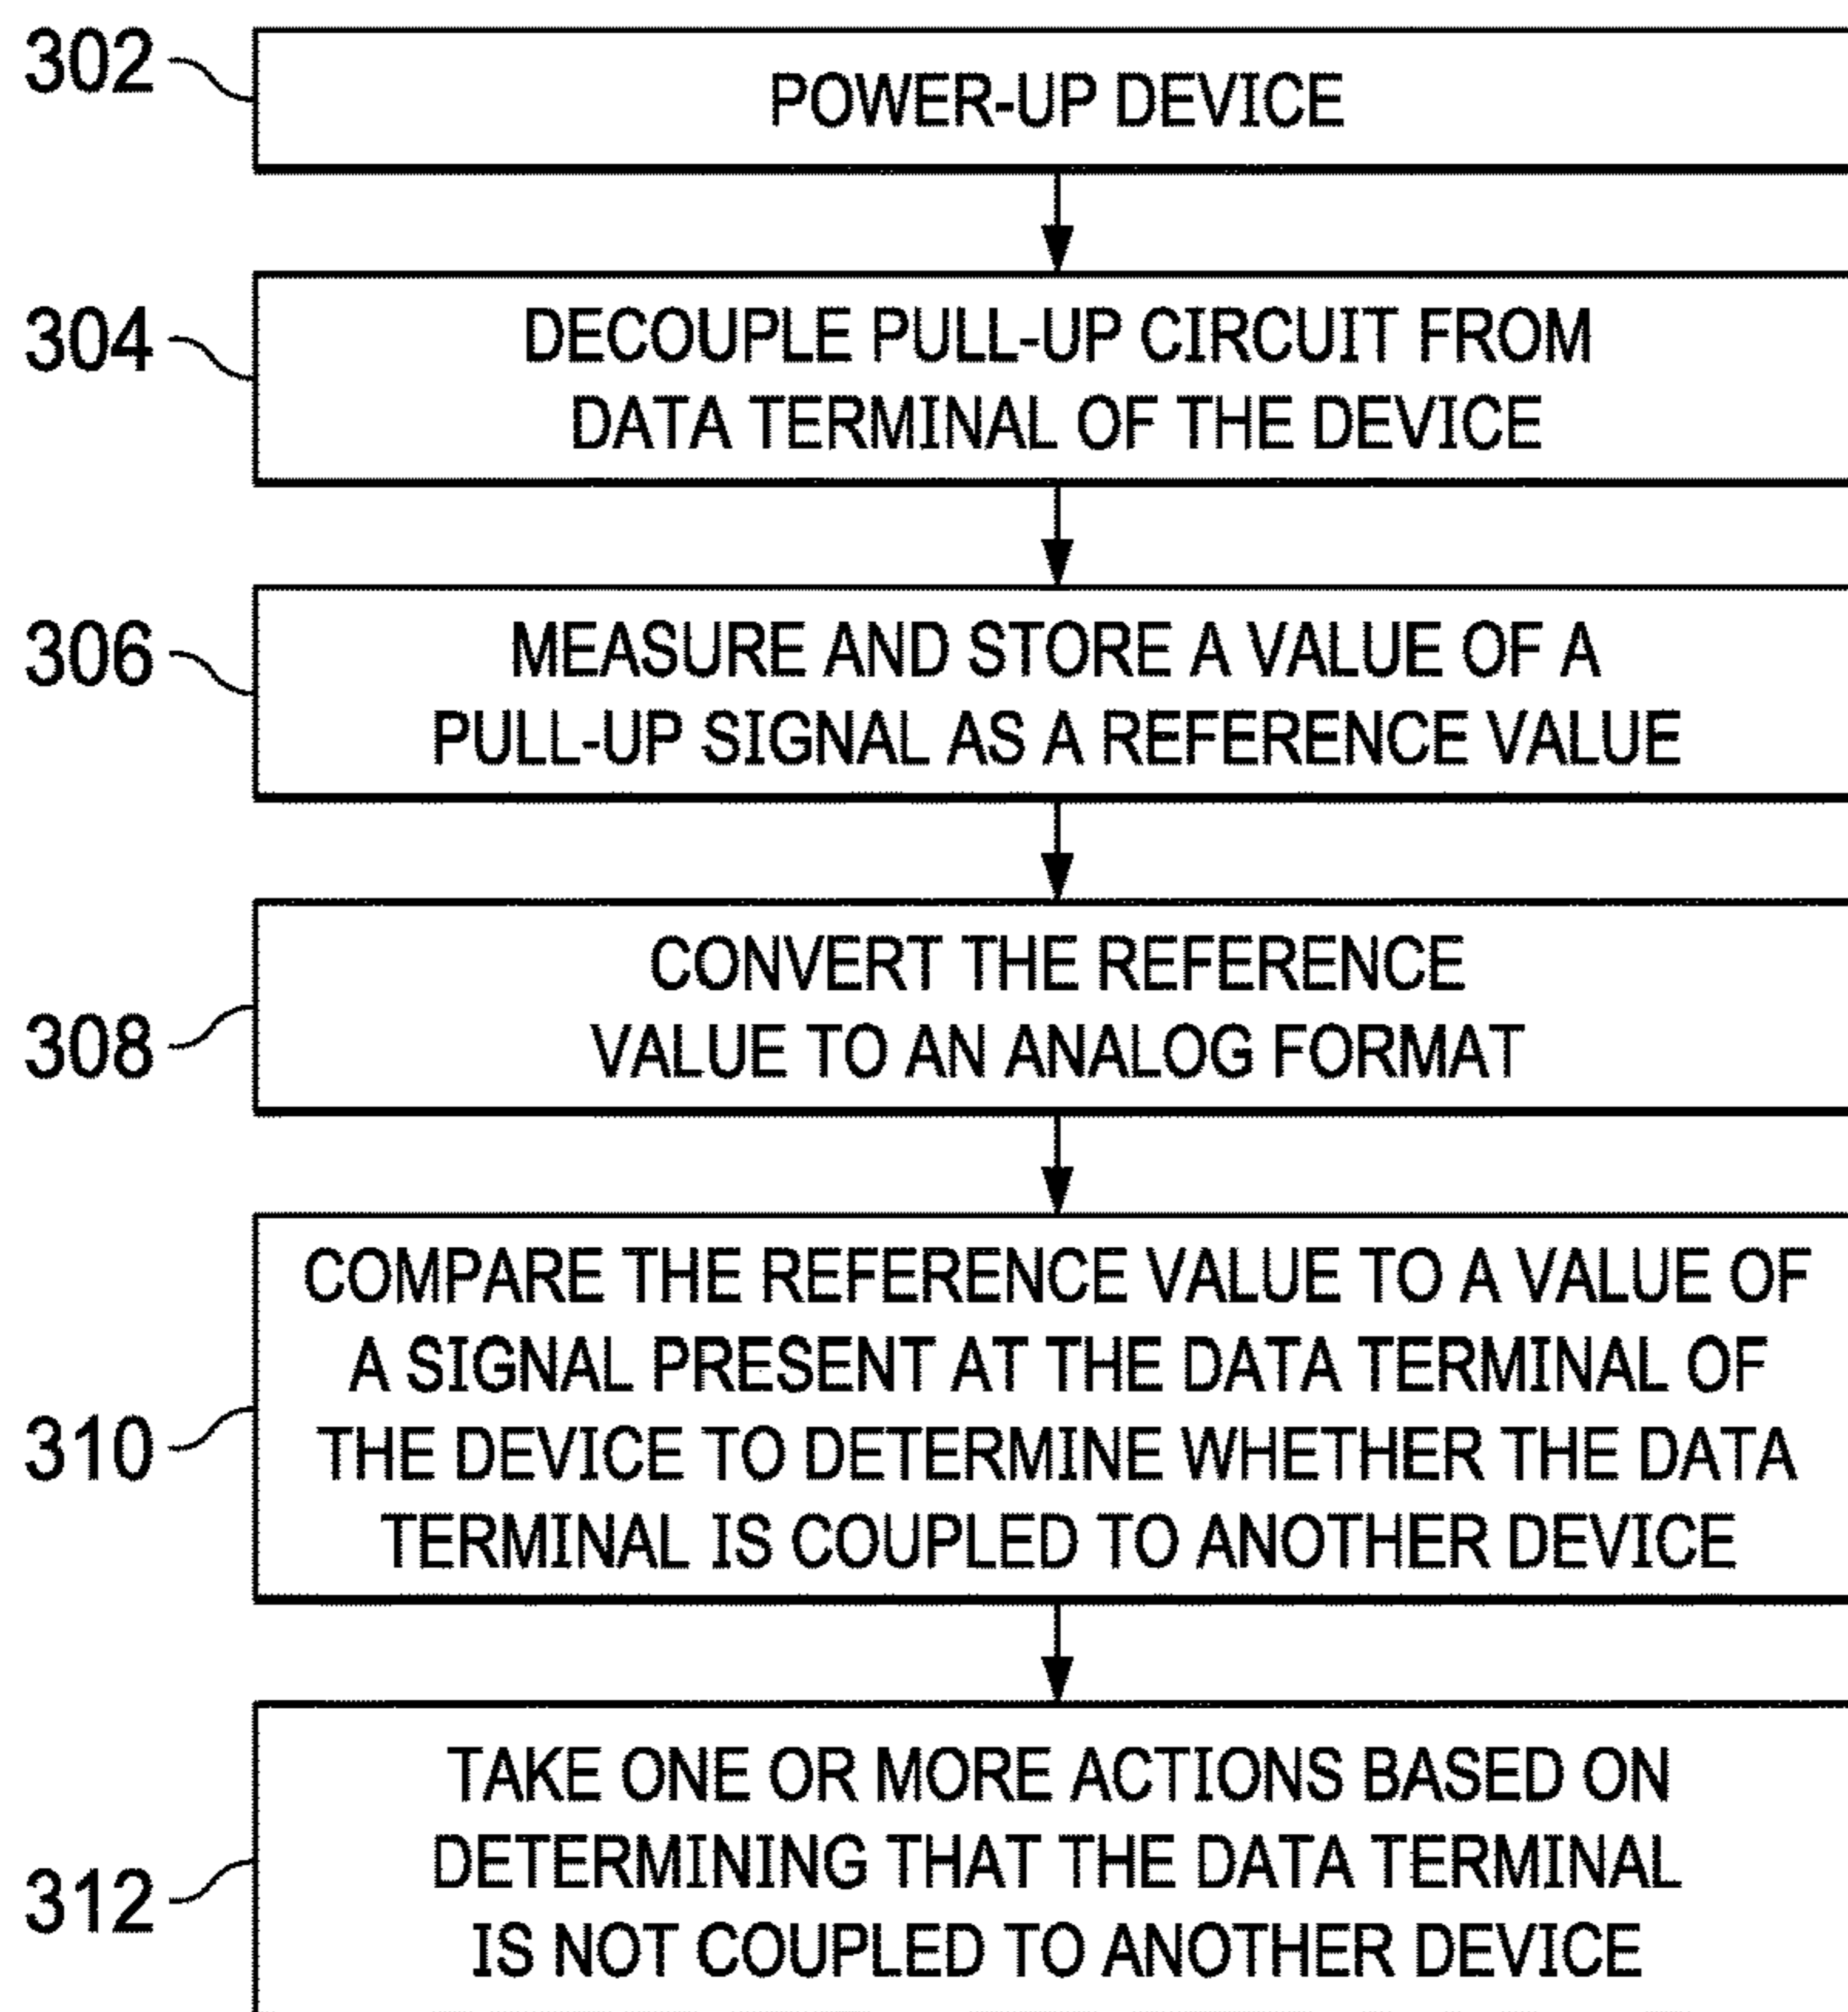 302
POWER-UP DEVICE
304
DECOUPLE PULL-UP CIRCUIT FROM
DATA TERMINAL OF THE DEVICE
306
MEASURE AND STORE A VALUE OF A
PULL-UP SIGNAL AS A REFERENCE VALUE
308
CONVERT THE REFERENCE
VALUE TO AN ANALOG FORMAT
310
COMPARE THE REFERENCE VALUE TO A VALUE OF
A SIGNAL PRESENT AT THE DATA TERMINAL OF
THE DEVICE TO DETERMINE WHETHER THE DATA
TERMINAL IS COUPLED TO ANOTHER DEVICE
312
TAKE ONE OR MORE ACTIONS BASED ON
DETERMINING THAT THE DATA TERMINAL
IS NOT COUPLED TO ANOTHER DEVICE